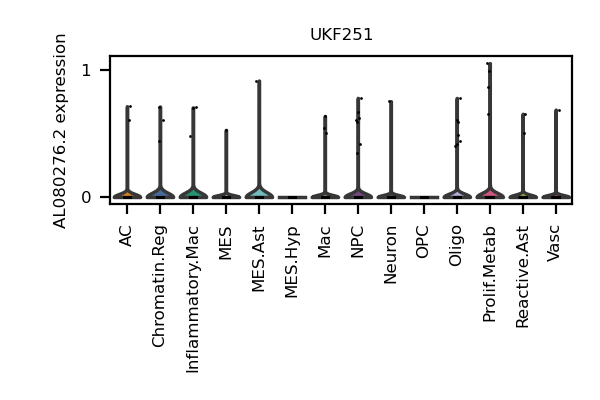 UKF251
AL080276.2 expression
1
0
AC
Chromatin.Reg
Inflammatory.Mac
MES
MES.Ast
MES.Hyp
Mac
NPC
Neuron
OPC
Oligo
Prolif.Metab
Reactive.Ast
Vasc